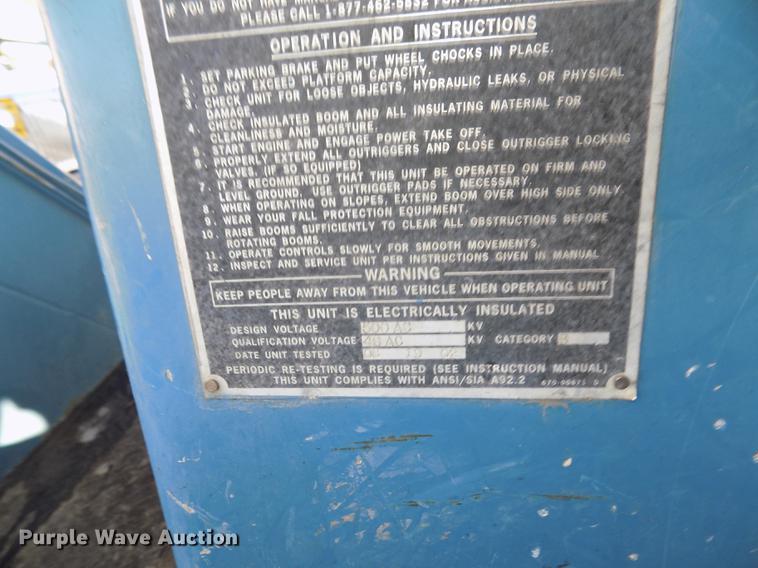 IF YOU DO NOT HAVE
PLEASE CALL 1-877-462-5832 FOR
OPERATION AND INSTRUCTIONS
1. SET PARKING BRAKE AND PUT WHEEL CHOCKS IN PLACE.
2. DO NOT EXCEED PLATFORM CAPACITY.
3. CHECK UNIT FOR LOOSE OBJECTS, HYDRAULIC LEAKS, OR PHYSICAL
DAMAGE.
4. CHECK INSULATED BOOM AND ALL INSULATING MATERIAL FOR
CLEANLINESS AND MOISTURE.
5. START ENGINE AND ENGAGE POWER TAKE OFF.
6. PROPERLY EXTEND ALL OUTRIGGERS AND CLOSE OUTRIGGER LOCKING
VALVES, (IF SO EQUIPPED)
7. IT IS RECOMMENDED THAT THIS UNIT BE OPERATED ON FIRM AND
LEVEL GROUND. USE OUTRIGGER PADS IF NECESSARY.
8. WHEN OPERATING ON SLOPES, EXTEND BOOM OVER HIGH SIDE ONLY
9. WEAR YOUR FALL PROTECTION EQUIPMENT.
10. RAISE BOOMS SUFFICIENTLY TO CLEAR ALL OBSTRUCTIONS BEFORE
ROTATING BOOMS.
11. OPERATE CONTROLS SLOWLY FOR SMOOTH MOVEMENTS.
12. INSPECT AND SERVICE UNIT PER INSTRUCTIONS GIVEN IN MANUAL
WARNING
KEEP PEOPLE AWAY FROM THIS VEHICLE WHEN OPERATING UNIT
THIS UNIT IS ELECTRICALLY INSULATED
DESIGN VOLTAGE KV
QUALIFICATION VOLTAGE 40 AC KV CATEGORY
DATE UNIT TESTED
PERIODIC RE-TESTING IS REQUIRED (SEE INSTRUCTION MANUAL)
THIS UNIT COMPLIES WITH ANSI/SIA A92.2
Purple Wave Auction